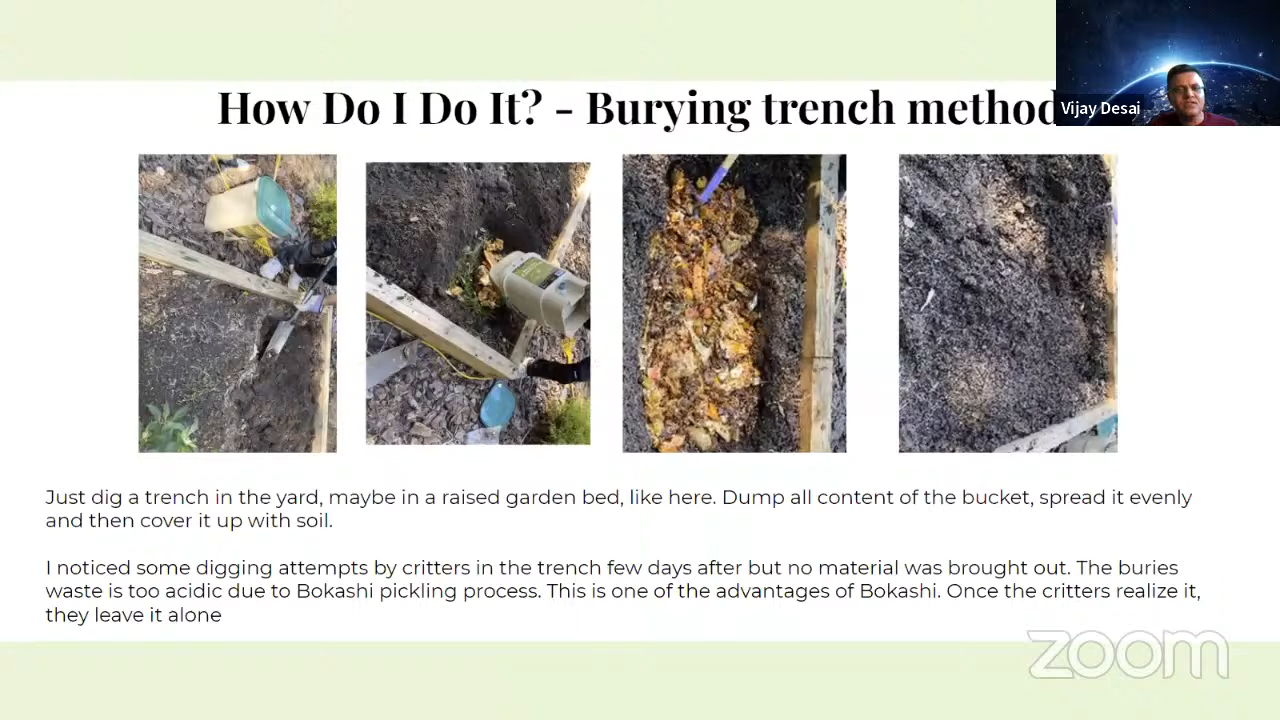 How Do I Do It? - Burying trench method
Vijay Desai
Just dig a trench in the yard, maybe in a raised garden bed, like here. Dump all content of the bucket, spread it evenly
and then cover it up with soil.
I noticed some digging attempts by critters in the trench few days after but no material was brought out. The buries
waste is too acidic due to Bokashi pickling process. This is one of the advantages of Bokashi. Once the critters realize it,
they leave it alone
zoom